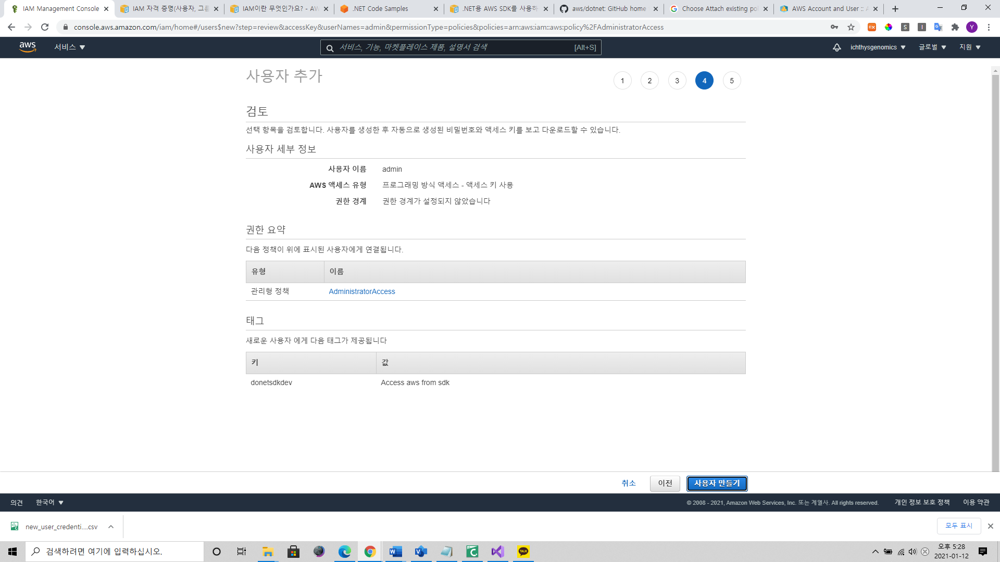 IAM Management Console
IAM 자격 증명(사용자, 그룹
IAM이란 무엇인가요? - AW
.NET Code Samples
.NET용 AWS SDK를 사용하
aws/dotnet: GitHub home
Choose Attach existing pol
AWS Account and User :: A
console.aws.amazon.com/iam/home#/users$new?step=review&accessKey&userNames=admin&permissionType=policies&policies=arn:aws:iam::aws:policy%2FAdministratorAccess
aws
서비스
서비스, 기능, 마켓플레이스 제품, 설명서 검색
[Alt+S]
ichthysgenomics
글로벌
지원
사용자 추가
1
2
3
4
5
검토
선택 항목을 검토합니다. 사용자를 생성한 후 자동으로 생성된 비밀번호와 액세스 키를 보고 다운로드할 수 있습니다.
사용자 세부 정보
사용자 이름 admin
AWS 액세스 유형 프로그래밍 방식 액세스 - 액세스 키 사용
권한 경계 권한 경계가 설정되지 않았습니다
권한 요약
다음 정책이 위에 표시된 사용자에게 연결됩니다.
유형 이름
관리형 정책 AdministratorAccess
태그
새로운 사용자 에게 다음 태그가 제공됩니다
키 값
donetsdkdev Access aws from sdk
취소
이전
사용자 만들기
의견
한국어
© 2008 - 2021, Amazon Web Services, Inc. 또는 계열사. All rights reserved.
개인 정보 보호 정책
이용 약관
new_user_credenti....csv
모두 표시
검색하려면 여기에 입력하십시오.
오후 5:28
2021-01-12